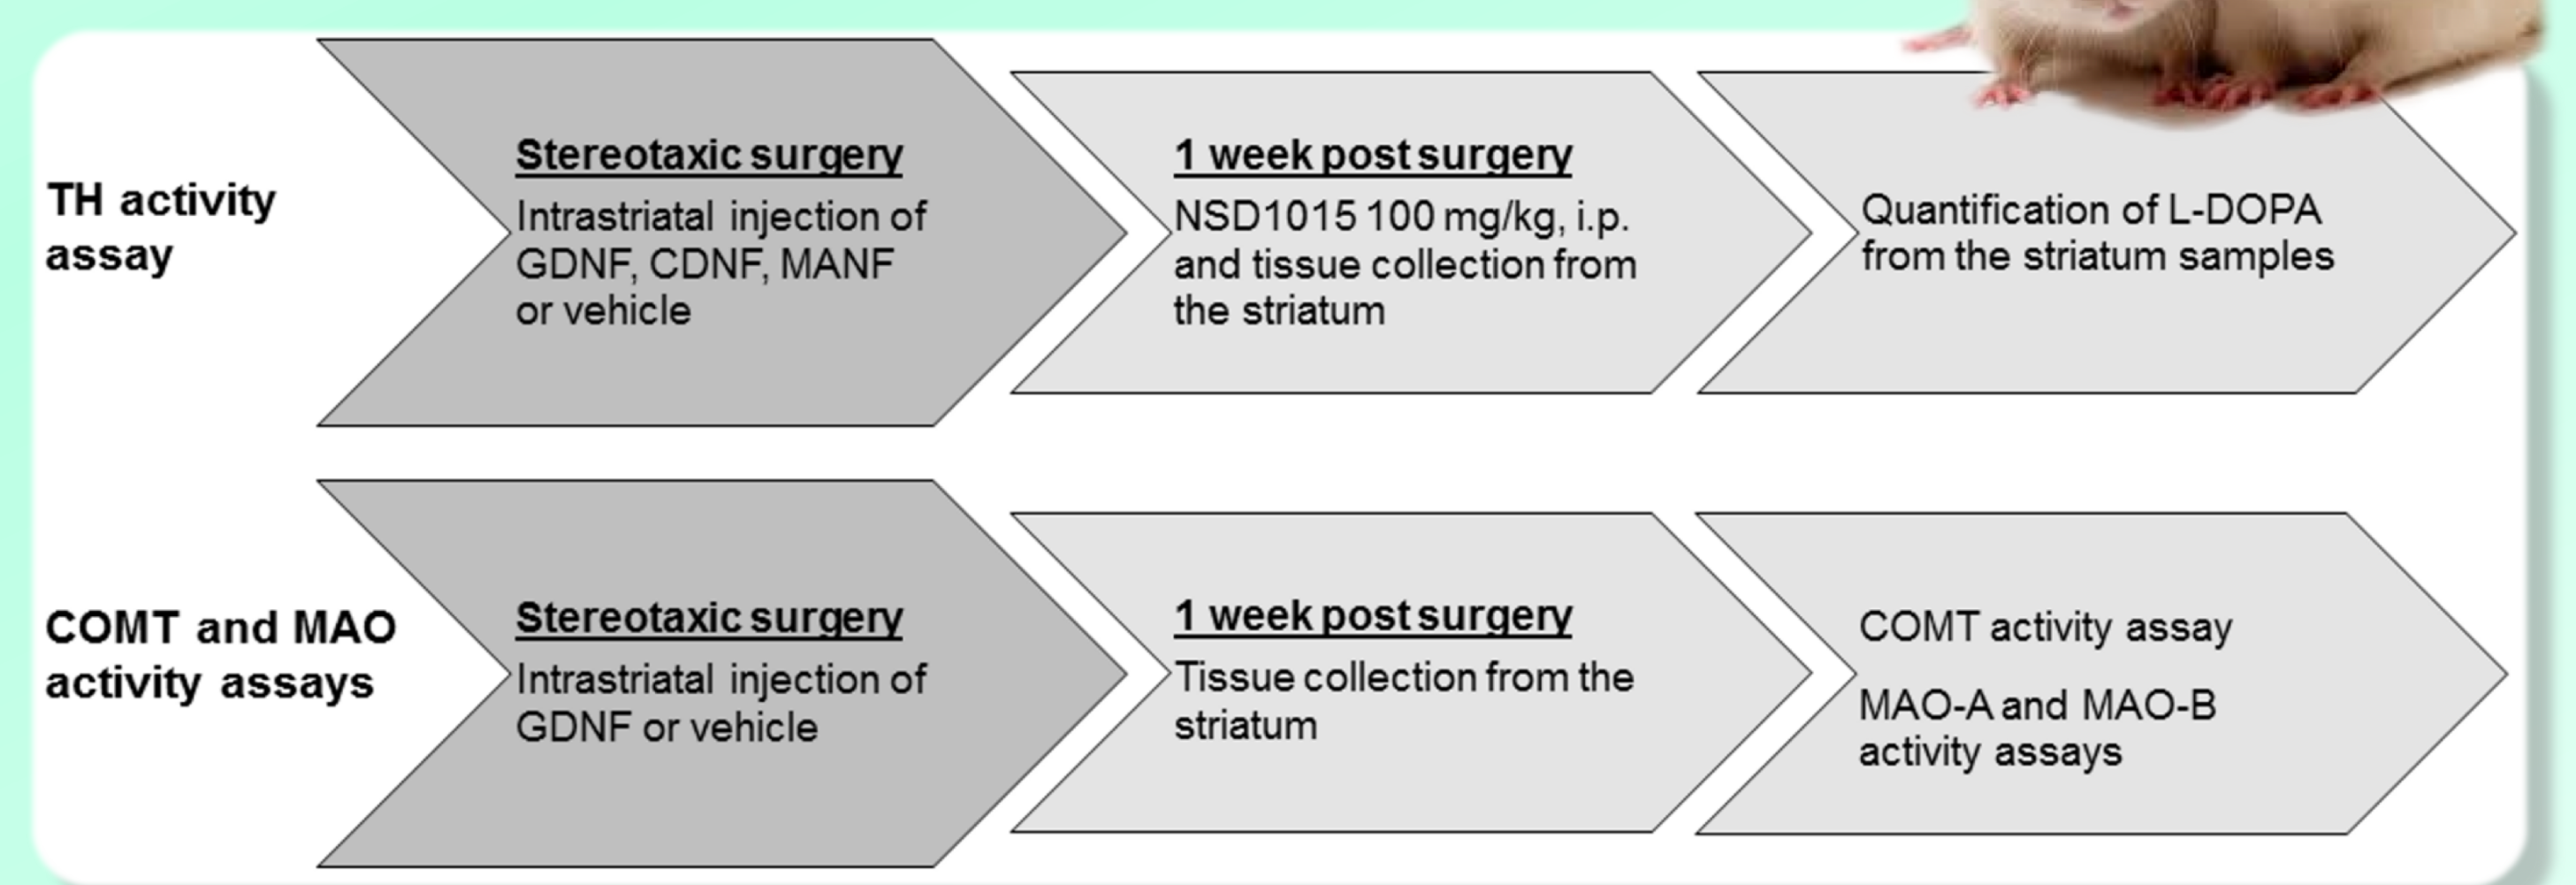 TH activity
assay
Stereotaxic surgery
Intrastriatal injection of
GDNF, CDNF, MANF
or vehicle
1 week post surgery
NSD1015 100 mg/kg, i.p.
and tissue collection from
the striatum
Quantification of L-DOPA
from the striatum samples
COMT and MAO
activity assays
Stereotaxic surgery
Intrastriatal injection of
GDNF or vehicle
1 week post surgery
Tissue collection from the
striatum
COMT activity assay
MAO-A and MAO-B
activity assays